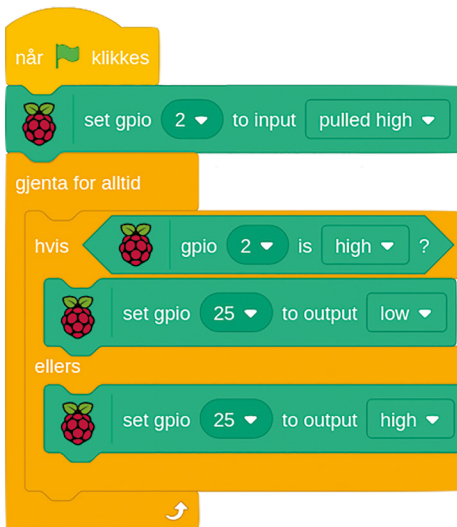 når klikkes
set gpio 2 to input pulled high
gjenta for alltid
hvis gpio 2 is high ?
set gpio 25 to output low
ellers
set gpio 25 to output high